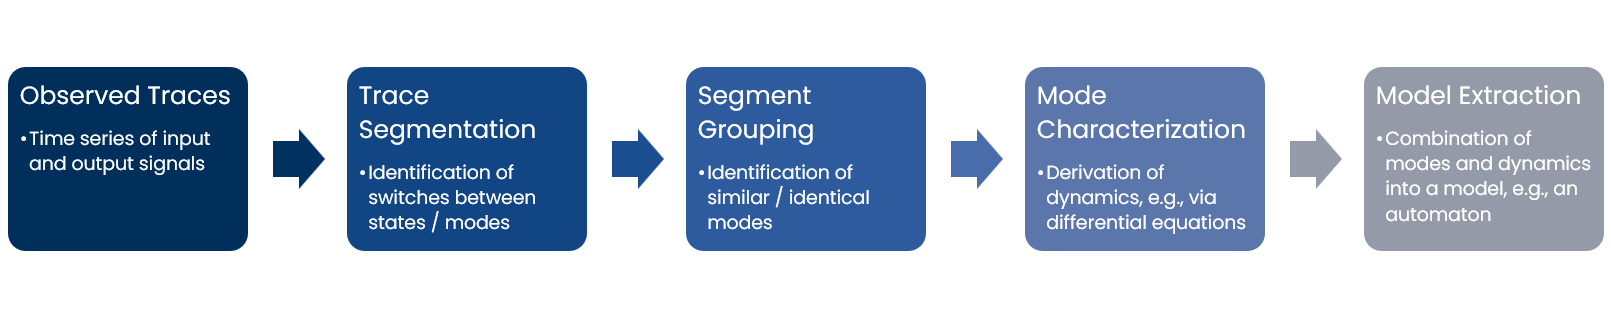 Observed Traces
•Time series of input
and output signals
Trace
Segmentation
•Identification of
switches between
states / modes
Segment
Grouping
•Identification of
similar / identical
modes
Mode
Characterization
•Derivation of
dynamics, e.g., via
differential equations
Model Extraction
•Combination of
modes and dynamics
into a model, e.g., an
automaton